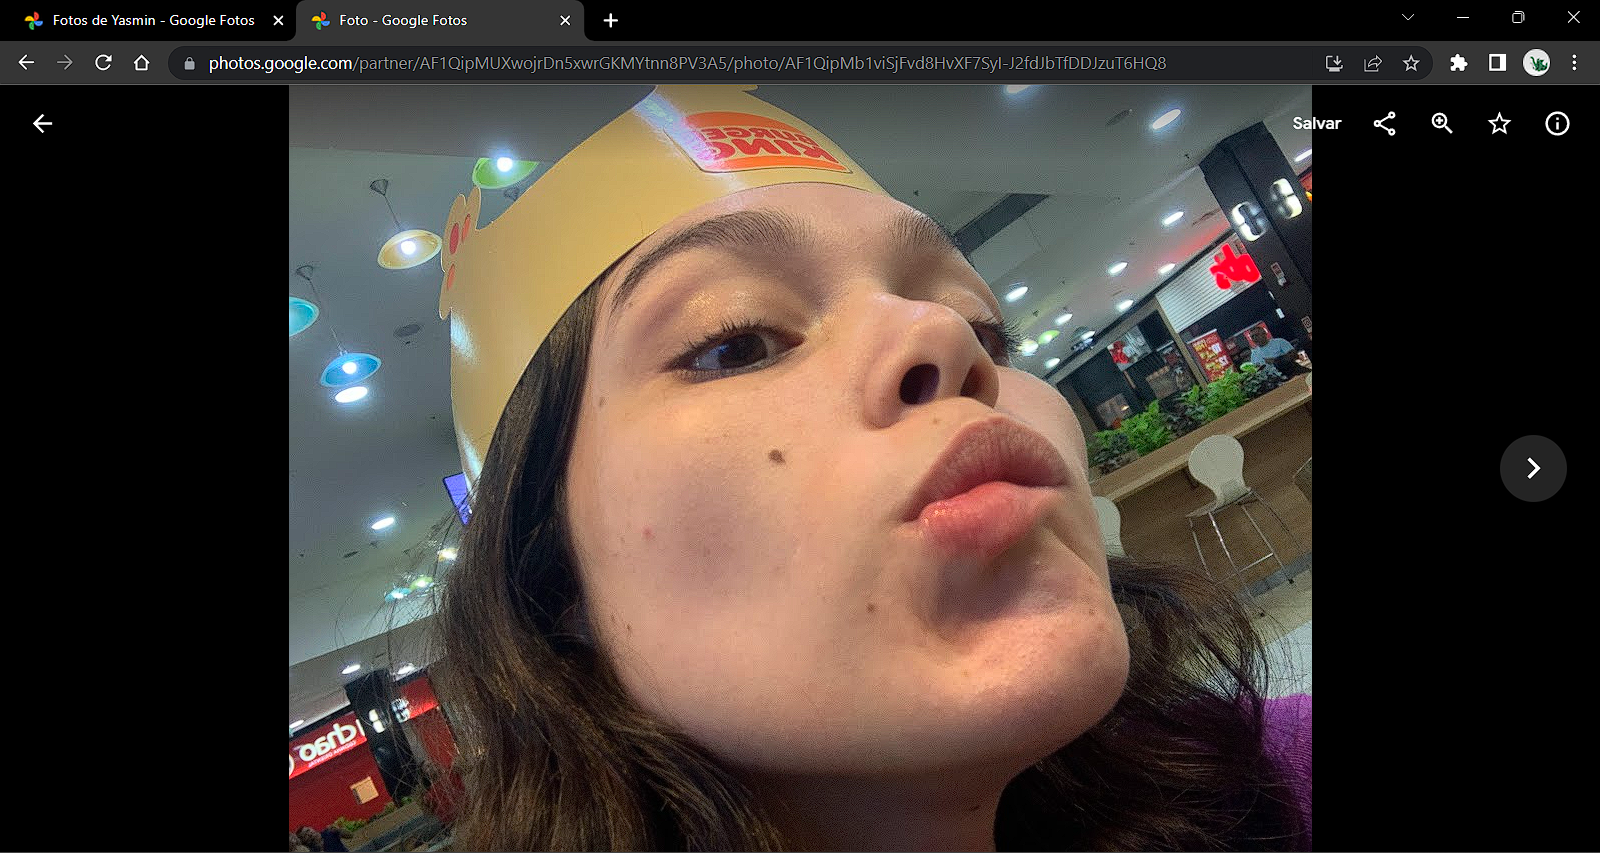 Fotos de Yasmin - Google Fotos
Foto - Google Fotos
photos.google.com/partner/AF1QipMUXwojrDn5xwrGKMYtnn8PV3A5/photo/AF1QipMb1viSjFvd8HvXF7SyI-J2fdJbTfDDJzuT6HQ8
Salvar
BURGER
KING